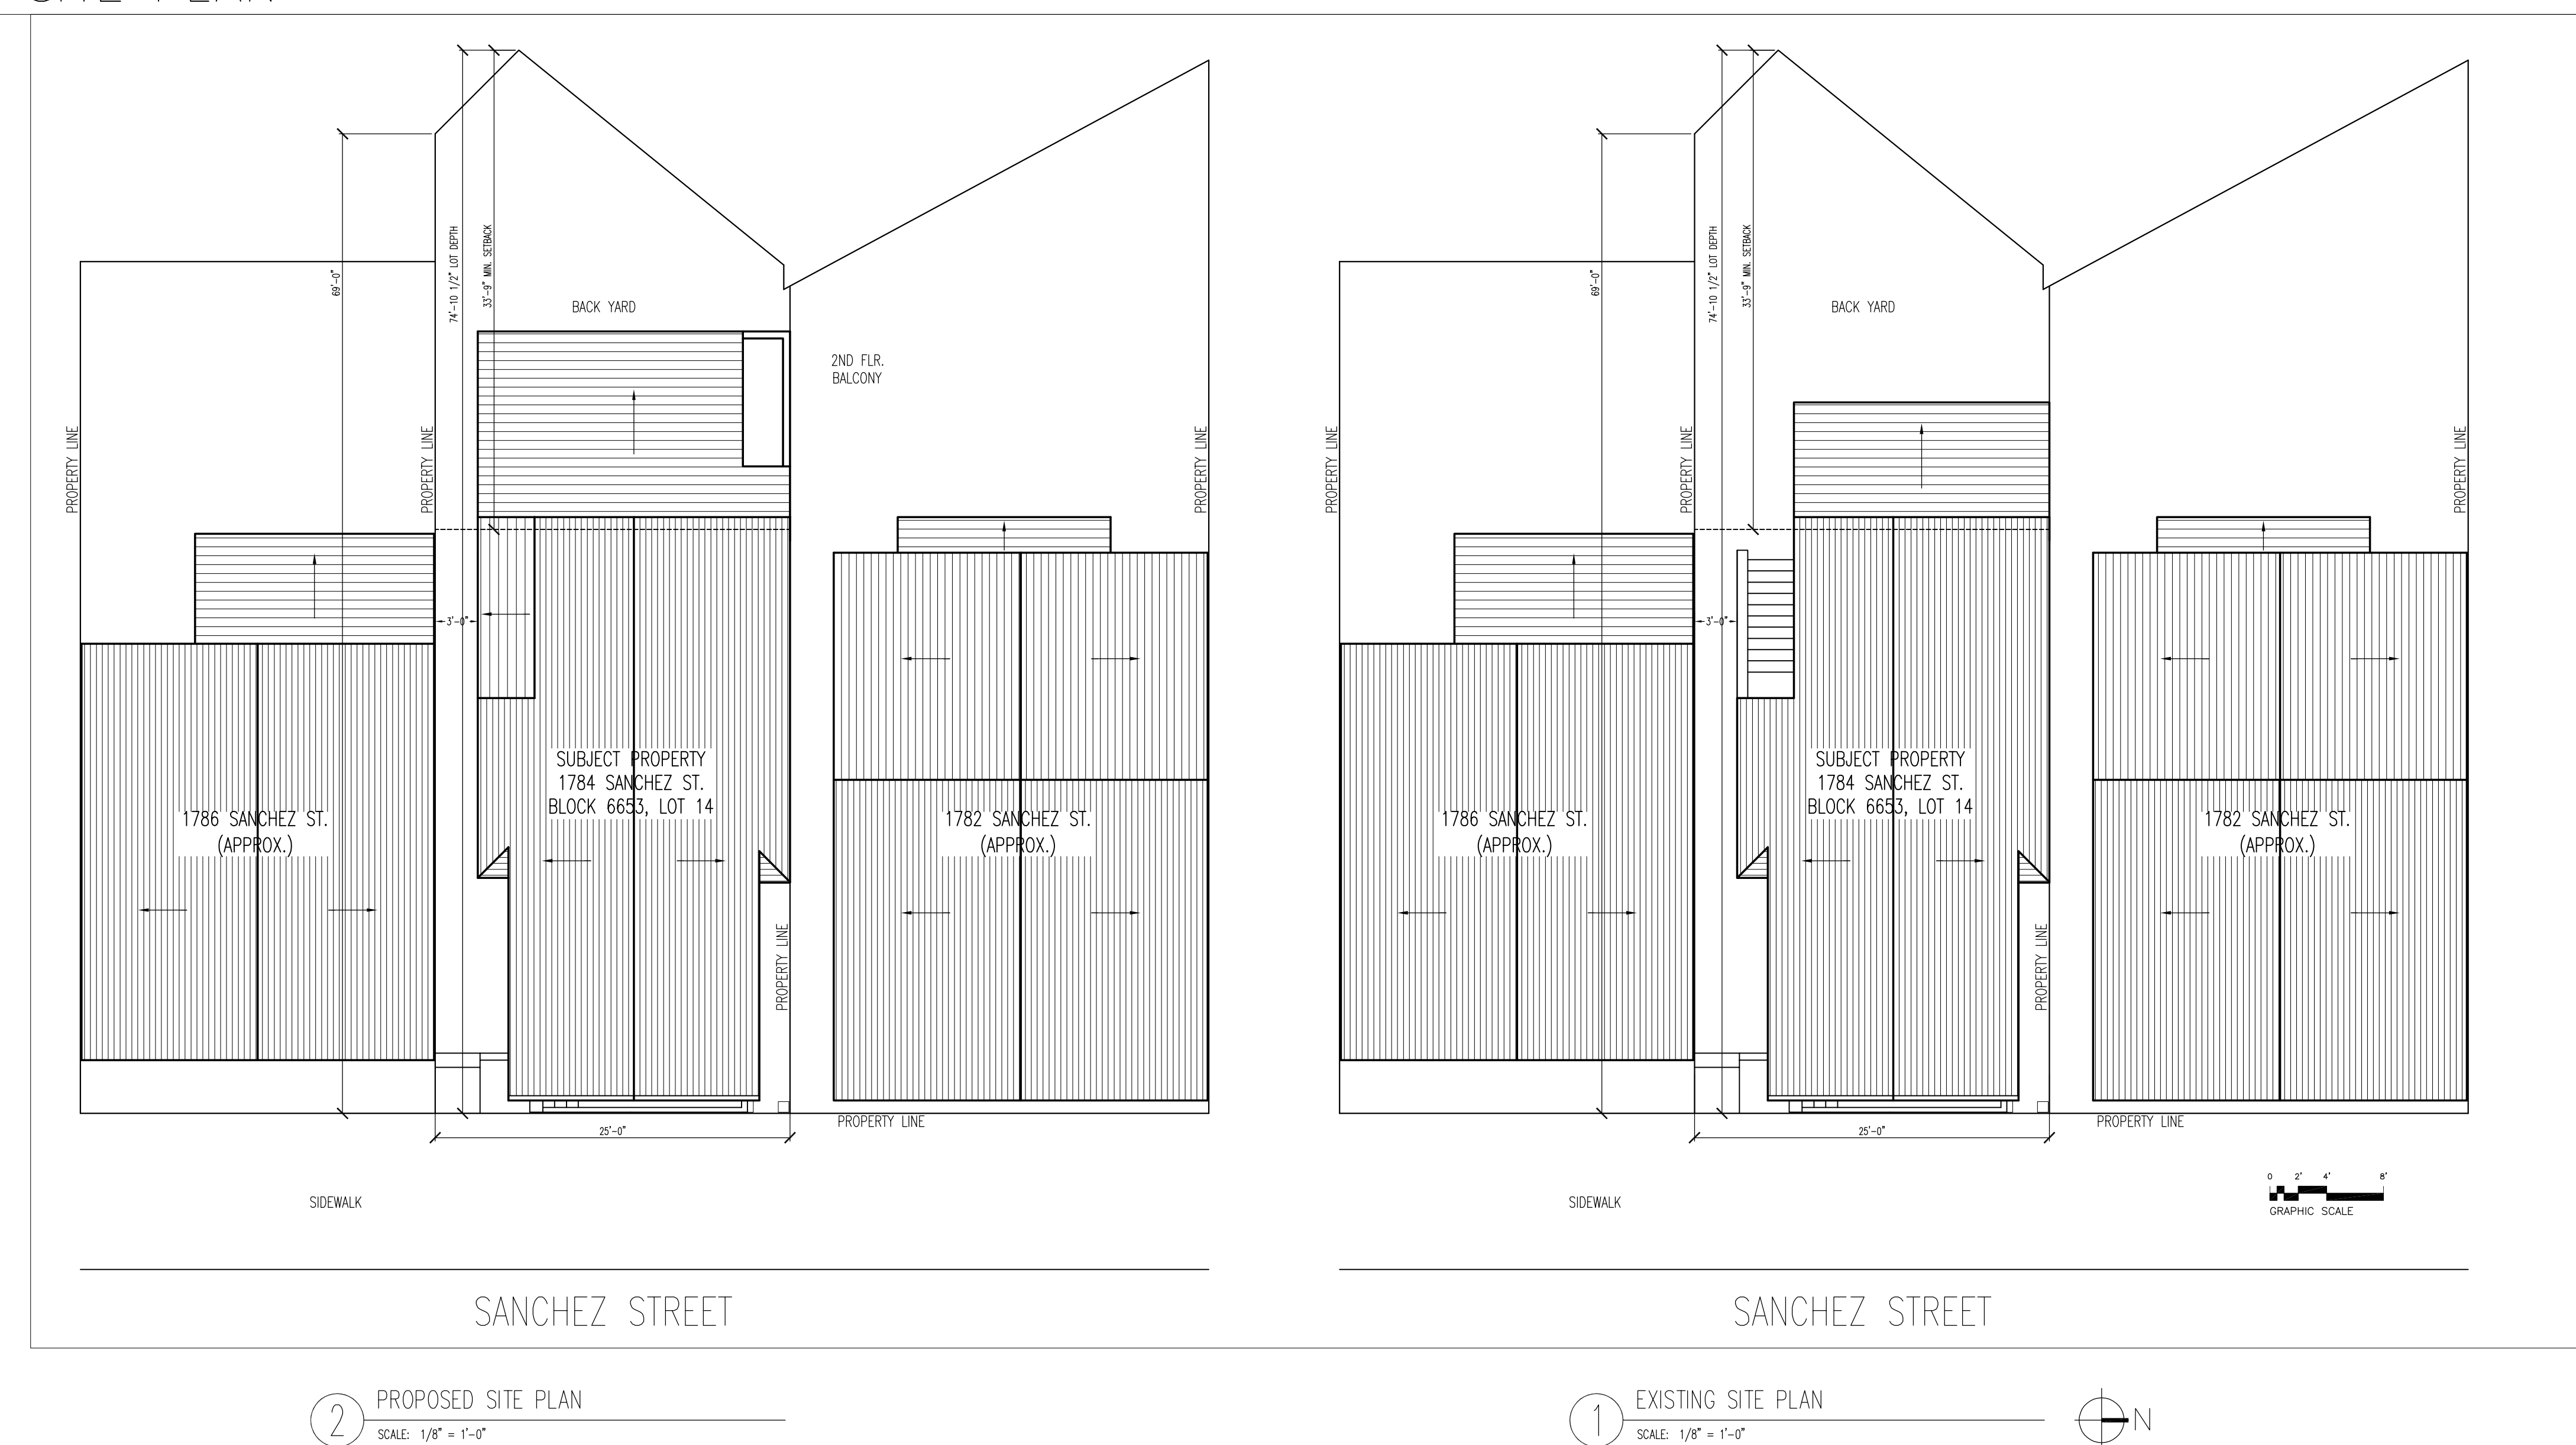 SITE PLAN
74'-10 1/2" LOT DEPTH
33'-9" MIN. SETBACK
69'-0"
BACK YARD
2ND FLR.
BALCONY
PROPERTY LINE
PROPERTY LINE
PROPERTY LINE
3'-0"
SUBJECT PROPERTY
1784 SANCHEZ ST.
BLOCK 6653, LOT 14
1786 SANCHEZ ST.
(APPROX.)
1782 SANCHEZ ST.
(APPROX.)
PROPERTY LINE
PROPERTY LINE
25'-0"
SIDEWALK
SANCHEZ STREET
2
PROPOSED SITE PLAN
SCALE: 1/8" = 1'-0"
74'-10 1/2" LOT DEPTH
33'-9" MIN. SETBACK
69'-0"
BACK YARD
PROPERTY LINE
PROPERTY LINE
PROPERTY LINE
3'-0"
SUBJECT PROPERTY
1784 SANCHEZ ST.
BLOCK 6653, LOT 14
1786 SANCHEZ ST.
(APPROX.)
1782 SANCHEZ ST.
(APPROX.)
PROPERTY LINE
PROPERTY LINE
25'-0"
SIDEWALK
0 2' 4' 8'
GRAPHIC SCALE
SANCHEZ STREET
1
EXISTING SITE PLAN
SCALE: 1/8" = 1'-0"
N